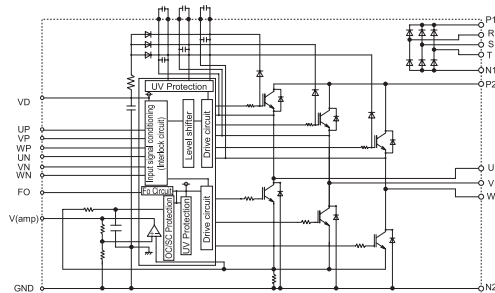 P1
R
S
T
N1
P2
VD
UV Protection
UP
VP
WP
UN
VN
WN
Input signal conditioning
(Interlock circuit)
Level shifter
Drive circuit
U
V
W
FO
Fo Circuit
V(amp)
OC/SC Protection
UV Protection
Drive circuit
GND
N2